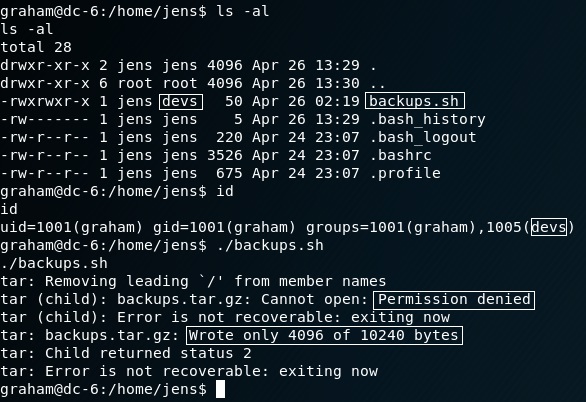 graham@dc-6:/home/jens$ ls -al
ls -al
total 28
drwxr-xr-x 2 jens jens 4096 Apr 26 13:29 .
drwxr-xr-x 6 root root 4096 Apr 26 13:30 ..
-rwxrwxr-x 1 jens devs   50 Apr 26 02:19 backups.sh
-rw------- 1 jens jens    5 Apr 26 13:29 .bash_history
-rw-r--r-- 1 jens jens  220 Apr 24 23:07 .bash_logout
-rw-r--r-- 1 jens jens 3526 Apr 24 23:07 .bashrc
-rw-r--r-- 1 jens jens  675 Apr 24 23:07 .profile
graham@dc-6:/home/jens$ id
id
uid=1001(graham) gid=1001(graham) groups=1001(graham),1005(devs)
graham@dc-6:/home/jens$ ./backups.sh
./backups.sh
tar: Removing leading `/' from member names
tar (child): backups.tar.gz: Cannot open: Permission denied
tar (child): Error is not recoverable: exiting now
tar: backups.tar.gz: Wrote only 4096 of 10240 bytes
tar: Child returned status 2
tar: Error is not recoverable: exiting now
graham@dc-6:/home/jens$